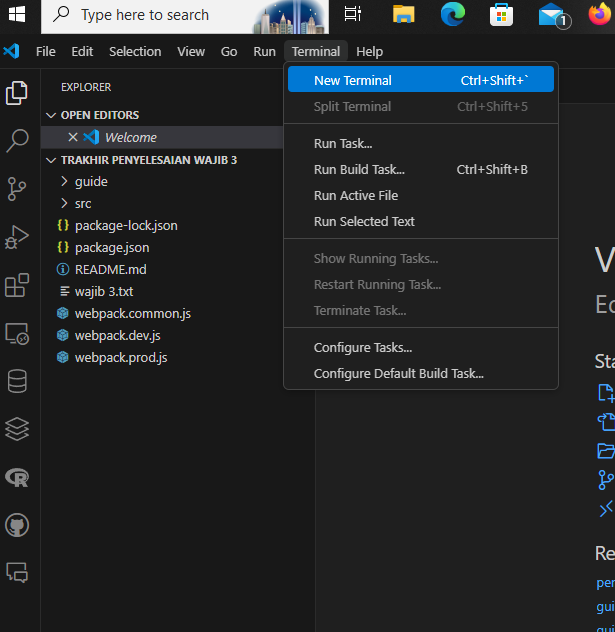 Type here to search
1
File Edit Selection View Go Run Terminal Help
EXPLORER
OPEN EDITORS
Welcome
TRAKHIR PENYELESAIAN WAJIB 3
guide
src
package-lock.json
package.json
README.md
wajib 3.txt
webpack.common.js
webpack.dev.js
webpack.prod.js
New Terminal Ctrl+Shift+`
Split Terminal Ctrl+Shift+5
Run Task...
Run Build Task... Ctrl+Shift+B
Run Active File
Run Selected Text
Show Running Tasks...
Restart Running Task...
Terminate Task...
Configure Tasks...
Configure Default Build Task...
V
Ed
Sta
Re
per
gui
gui